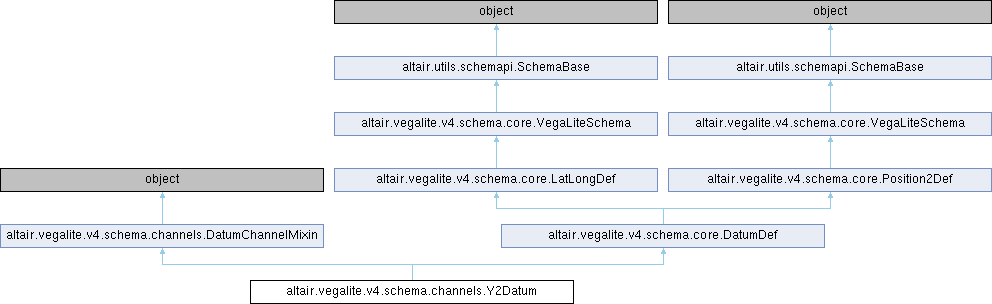 object
object
altair.utils.schemapi.SchemaBase
altair.utils.schemapi.SchemaBase
altair.vegalite.v4.schema.core.VegaLiteSchema
altair.vegalite.v4.schema.core.VegaLiteSchema
object
altair.vegalite.v4.schema.core.LatLongDef
altair.vegalite.v4.schema.core.Position2Def
altair.vegalite.v4.schema.channels.DatumChannelMixin
altair.vegalite.v4.schema.core.DatumDef
altair.vegalite.v4.schema.channels.Y2Datum